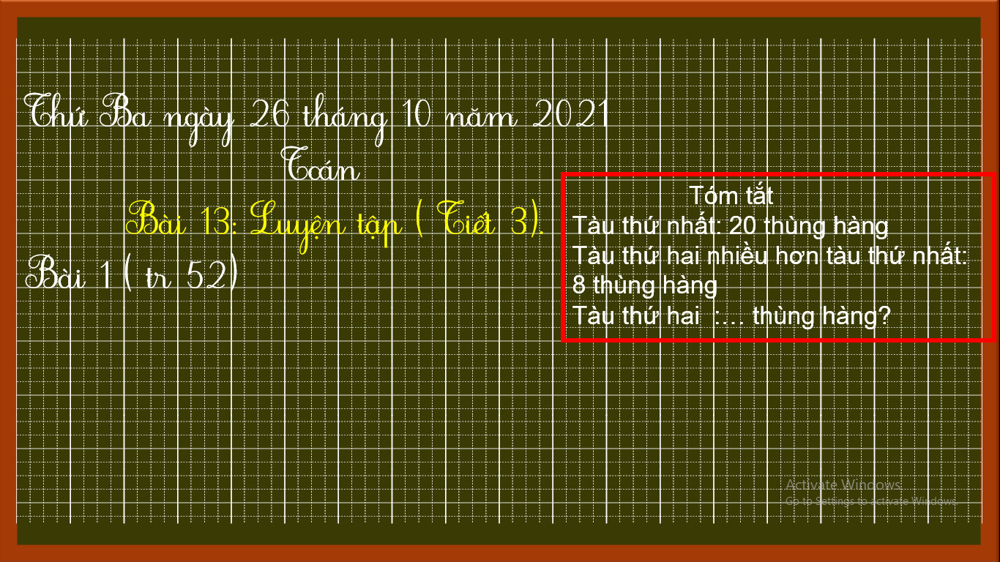 Thứ Ba ngày 26 tháng 10 năm 2021
Toán
Bài 13: Luyện tập ( Tiết 3).
Bài 1 ( tr 52)
Tóm tắt
Tàu thứ nhất: 20 thùng hàng
Tàu thứ hai nhiều hơn tàu thứ nhất:
8 thùng hàng
Tàu thứ hai :... thùng hàng?
Activate Windows
Go to Settings to activate Windows.